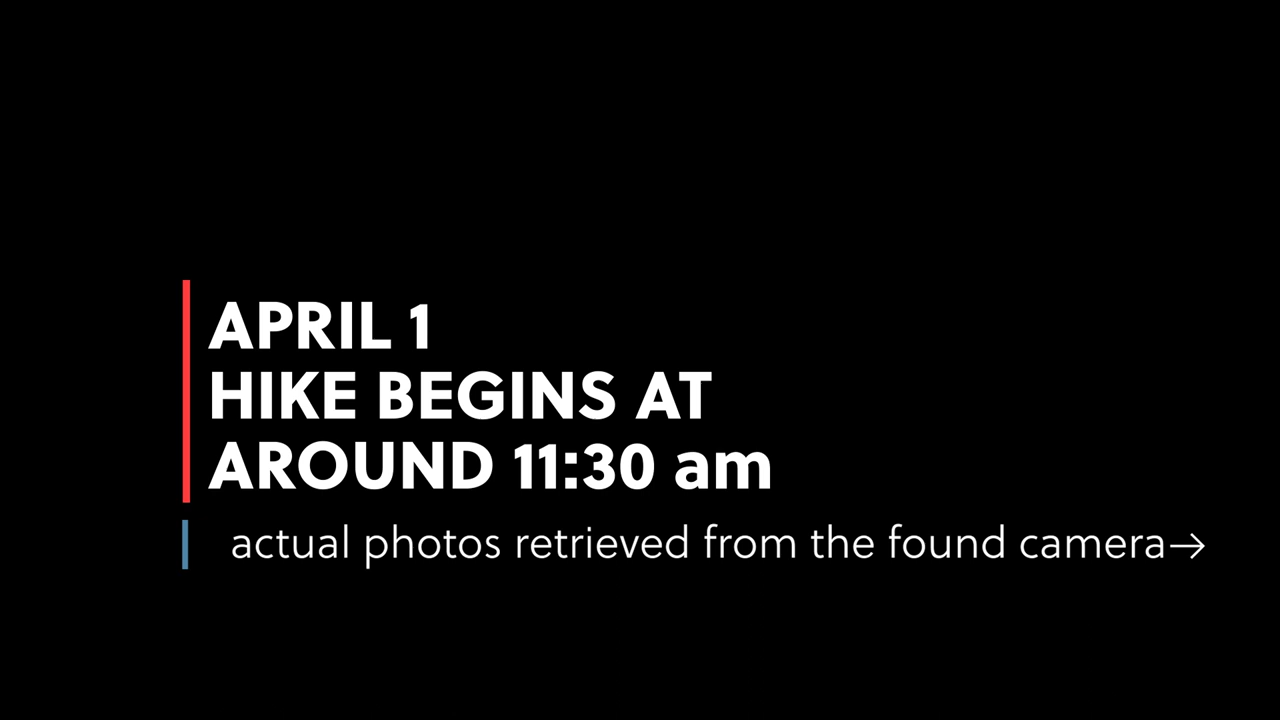 APRIL 1
HIKE BEGINS AT
AROUND 11:30 am
actual photos retrieved from the found camera→